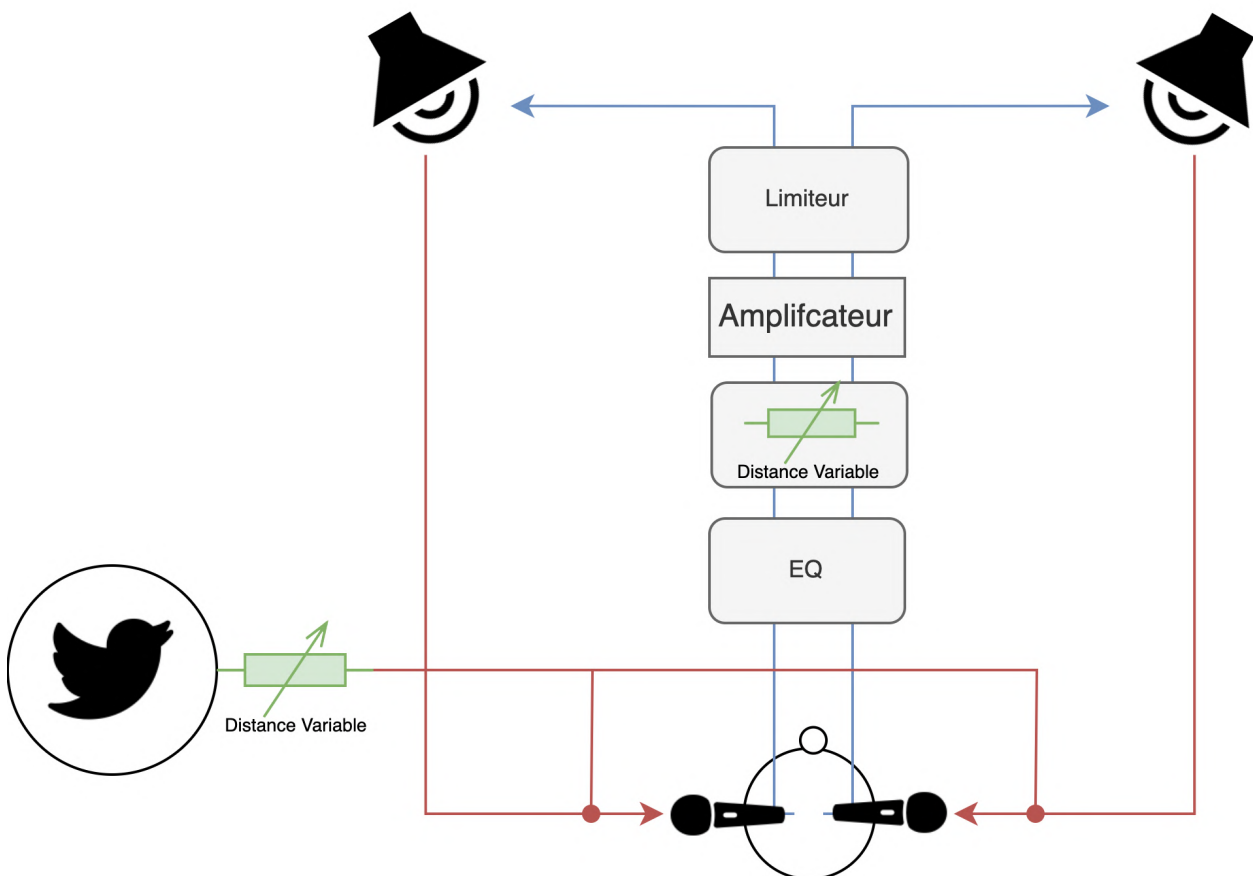 Limiteur
Amplifcateur
Distance Variable
EQ
Distance Variable